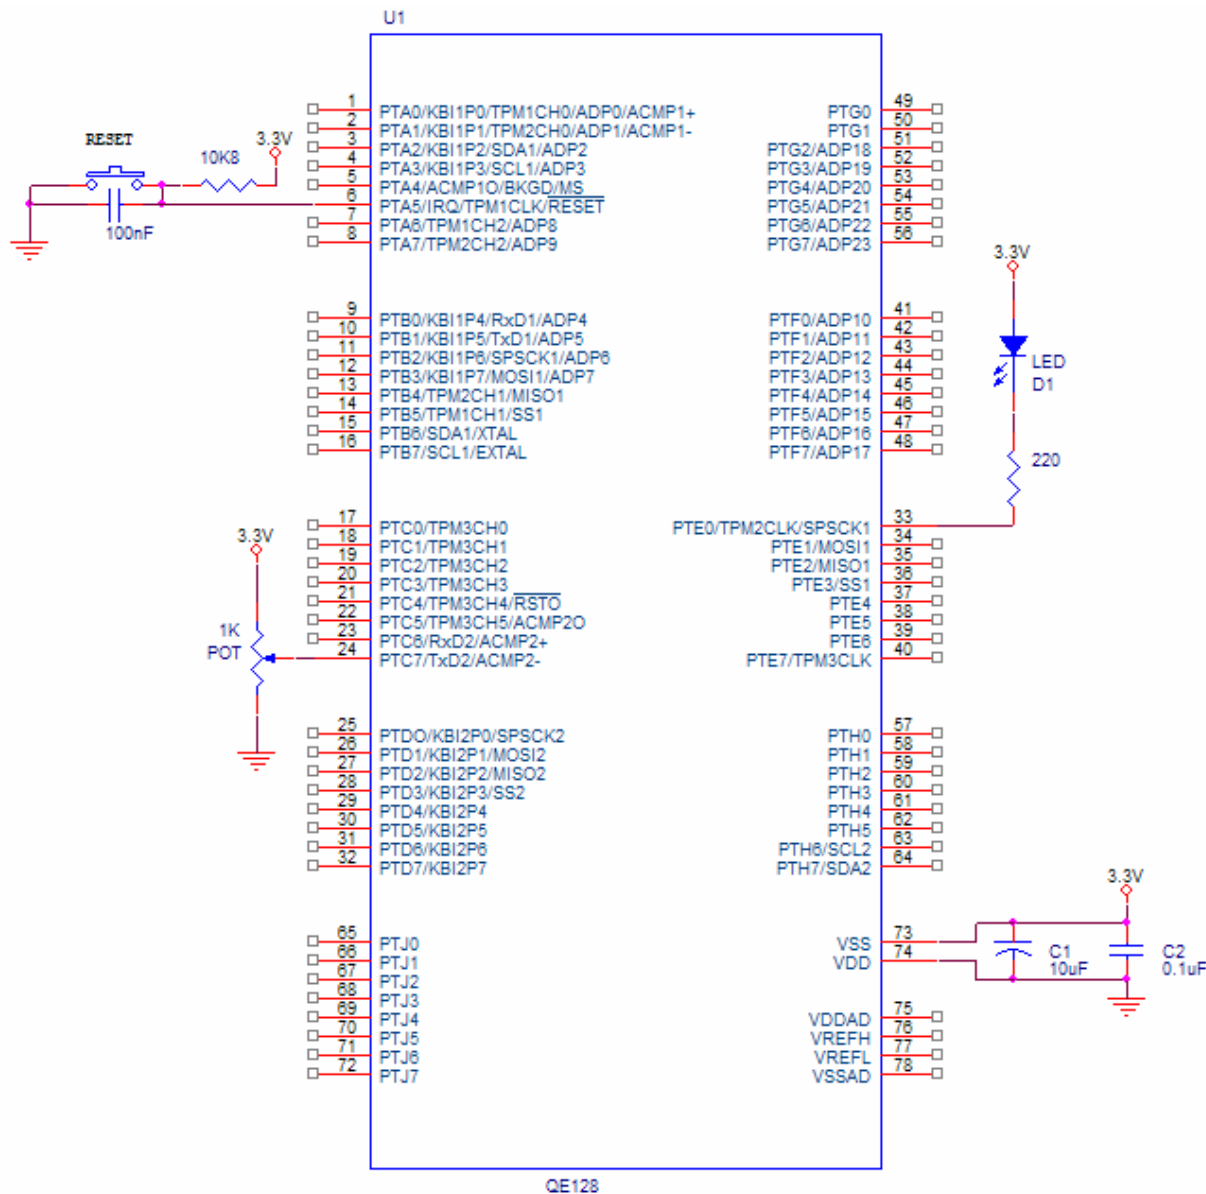 U1
1 PTA0/KBI1P0/TPM1CH0/ADP0/ACMP1+
2 PTA1/KBI1P1/TPM2CH0/ADP1/ACMP1-
3 PTA2/KBI1P2/SDA1/ADP2
4 PTA3/KBI1P3/SCL1/ADP3
5 PTA4/ACMP1O/BKGD/MS
6 PTA5/IRQ/TPM1CLK/RESET
7 PTA6/TPM1CH2/ADP8
8 PTA7/TPM2CH2/ADP9
RESET
3.3V
10K8
100nF
PTG0 49
PTG1 50
PTG2/ADP18 51
PTG3/ADP19 52
PTG4/ADP20 53
PTG5/ADP21 54
PTG6/ADP22 55
PTG7/ADP23 56
9 PTB0/KBI1P4/RxD1/ADP4
10 PTB1/KBI1P5/TxD1/ADP5
11 PTB2/KBI1P6/SPSCK1/ADP6
12 PTB3/KBI1P7/MOSI1/ADP7
13 PTB4/TPM2CH1/MISO1
14 PTB5/TPM1CH1/SS1
15 PTB6/SDA1/XTAL
16 PTB7/SCL1/EXTAL
PTF0/ADP10 41
PTF1/ADP11 42
PTF2/ADP12 43
PTF3/ADP13 44
PTF4/ADP14 45
PTF5/ADP15 46
PTF6/ADP16 47
PTF7/ADP17 48
3.3V
LED
D1
220
17 PTC0/TPM3CH0
18 PTC1/TPM3CH1
19 PTC2/TPM3CH2
20 PTC3/TPM3CH3
21 PTC4/TPM3CH4/RSTO
22 PTC5/TPM3CH5/ACMP2O
23 PTC6/RxD2/ACMP2+
24 PTC7/TxD2/ACMP2-
3.3V
1K
POT
PTE0/TPM2CLK/SPSCK1 33
PTE1/MOSI1 34
PTE2/MISO1 35
PTE3/SS1 36
PTE4 37
PTE5 38
PTE6 39
PTE7/TPM3CLK 40
25 PTDO/KBI2P0/SPSCK2
26 PTD1/KBI2P1/MOSI2
27 PTD2/KBI2P2/MISO2
28 PTD3/KBI2P3/SS2
29 PTD4/KBI2P4
30 PTD5/KBI2P5
31 PTD6/KBI2P6
32 PTD7/KBI2P7
PTH0 57
PTH1 58
PTH2 59
PTH3 60
PTH4 61
PTH5 62
PTH6/SCL2 63
PTH7/SDA2 64
65 PTJ0
66 PTJ1
67 PTJ2
68 PTJ3
69 PTJ4
70 PTJ5
71 PTJ6
72 PTJ7
VSS 73
VDD 74
3.3V
C1
10uF
C2
0.1uF
VDDAD 75
VREFH 76
VREFL 77
VSSAD 78
QE128